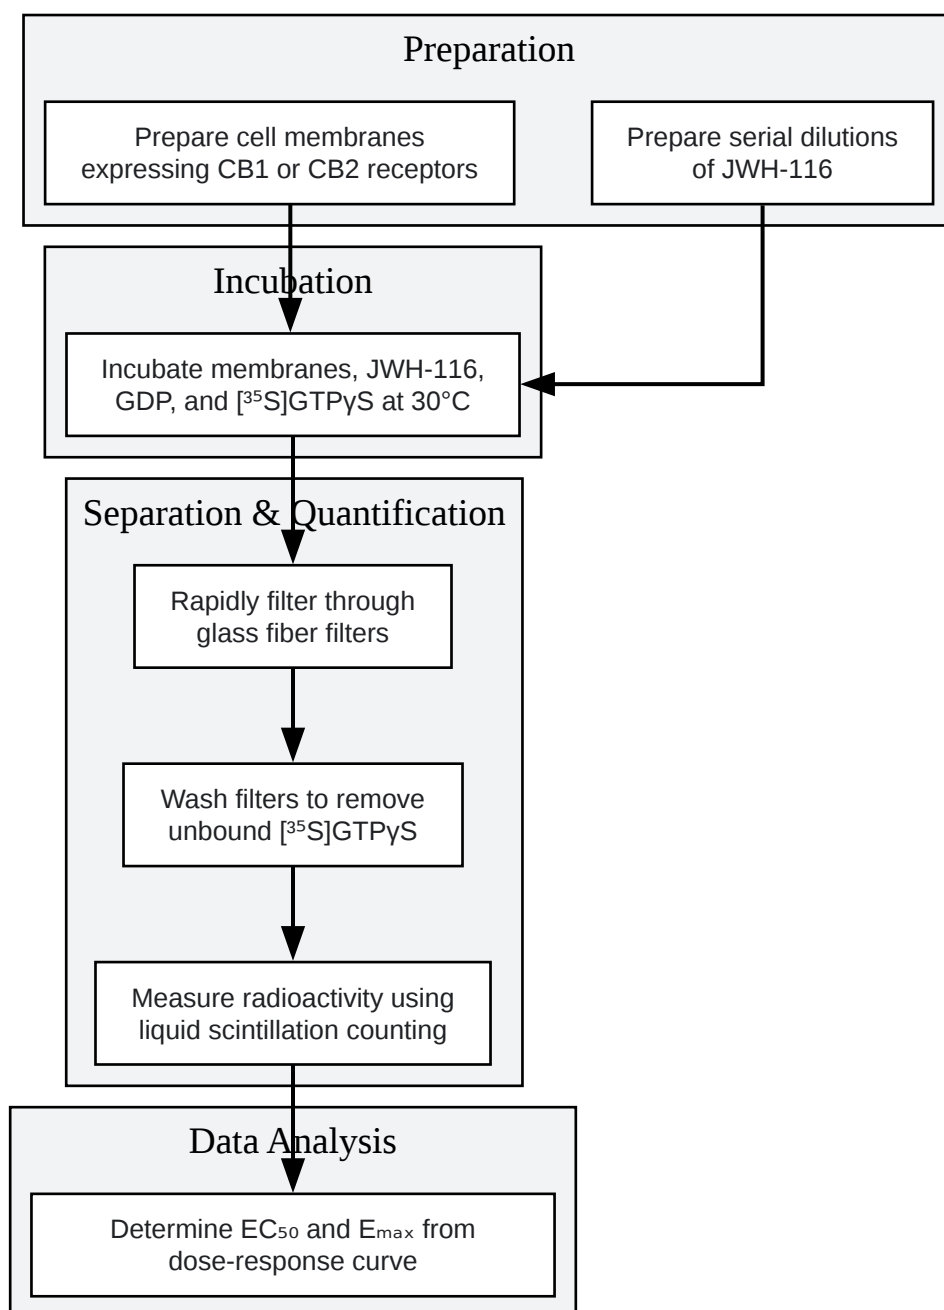 Preparation
Prepare cell membranes
expressing CB1 or CB2 receptors
Prepare serial dilutions
of JWH-116
Incubation
Incubate membranes, JWH-116,
GDP, and [³⁵S]GTPγS at 30°C
Separation & Quantification
Rapidly filter through
glass fiber filters
Wash filters to remove
unbound [³⁵S]GTPγS
Measure radioactivity using
liquid scintillation counting
Data Analysis
Determine EC₅₀ and Eₘₐₓ from
dose-response curve